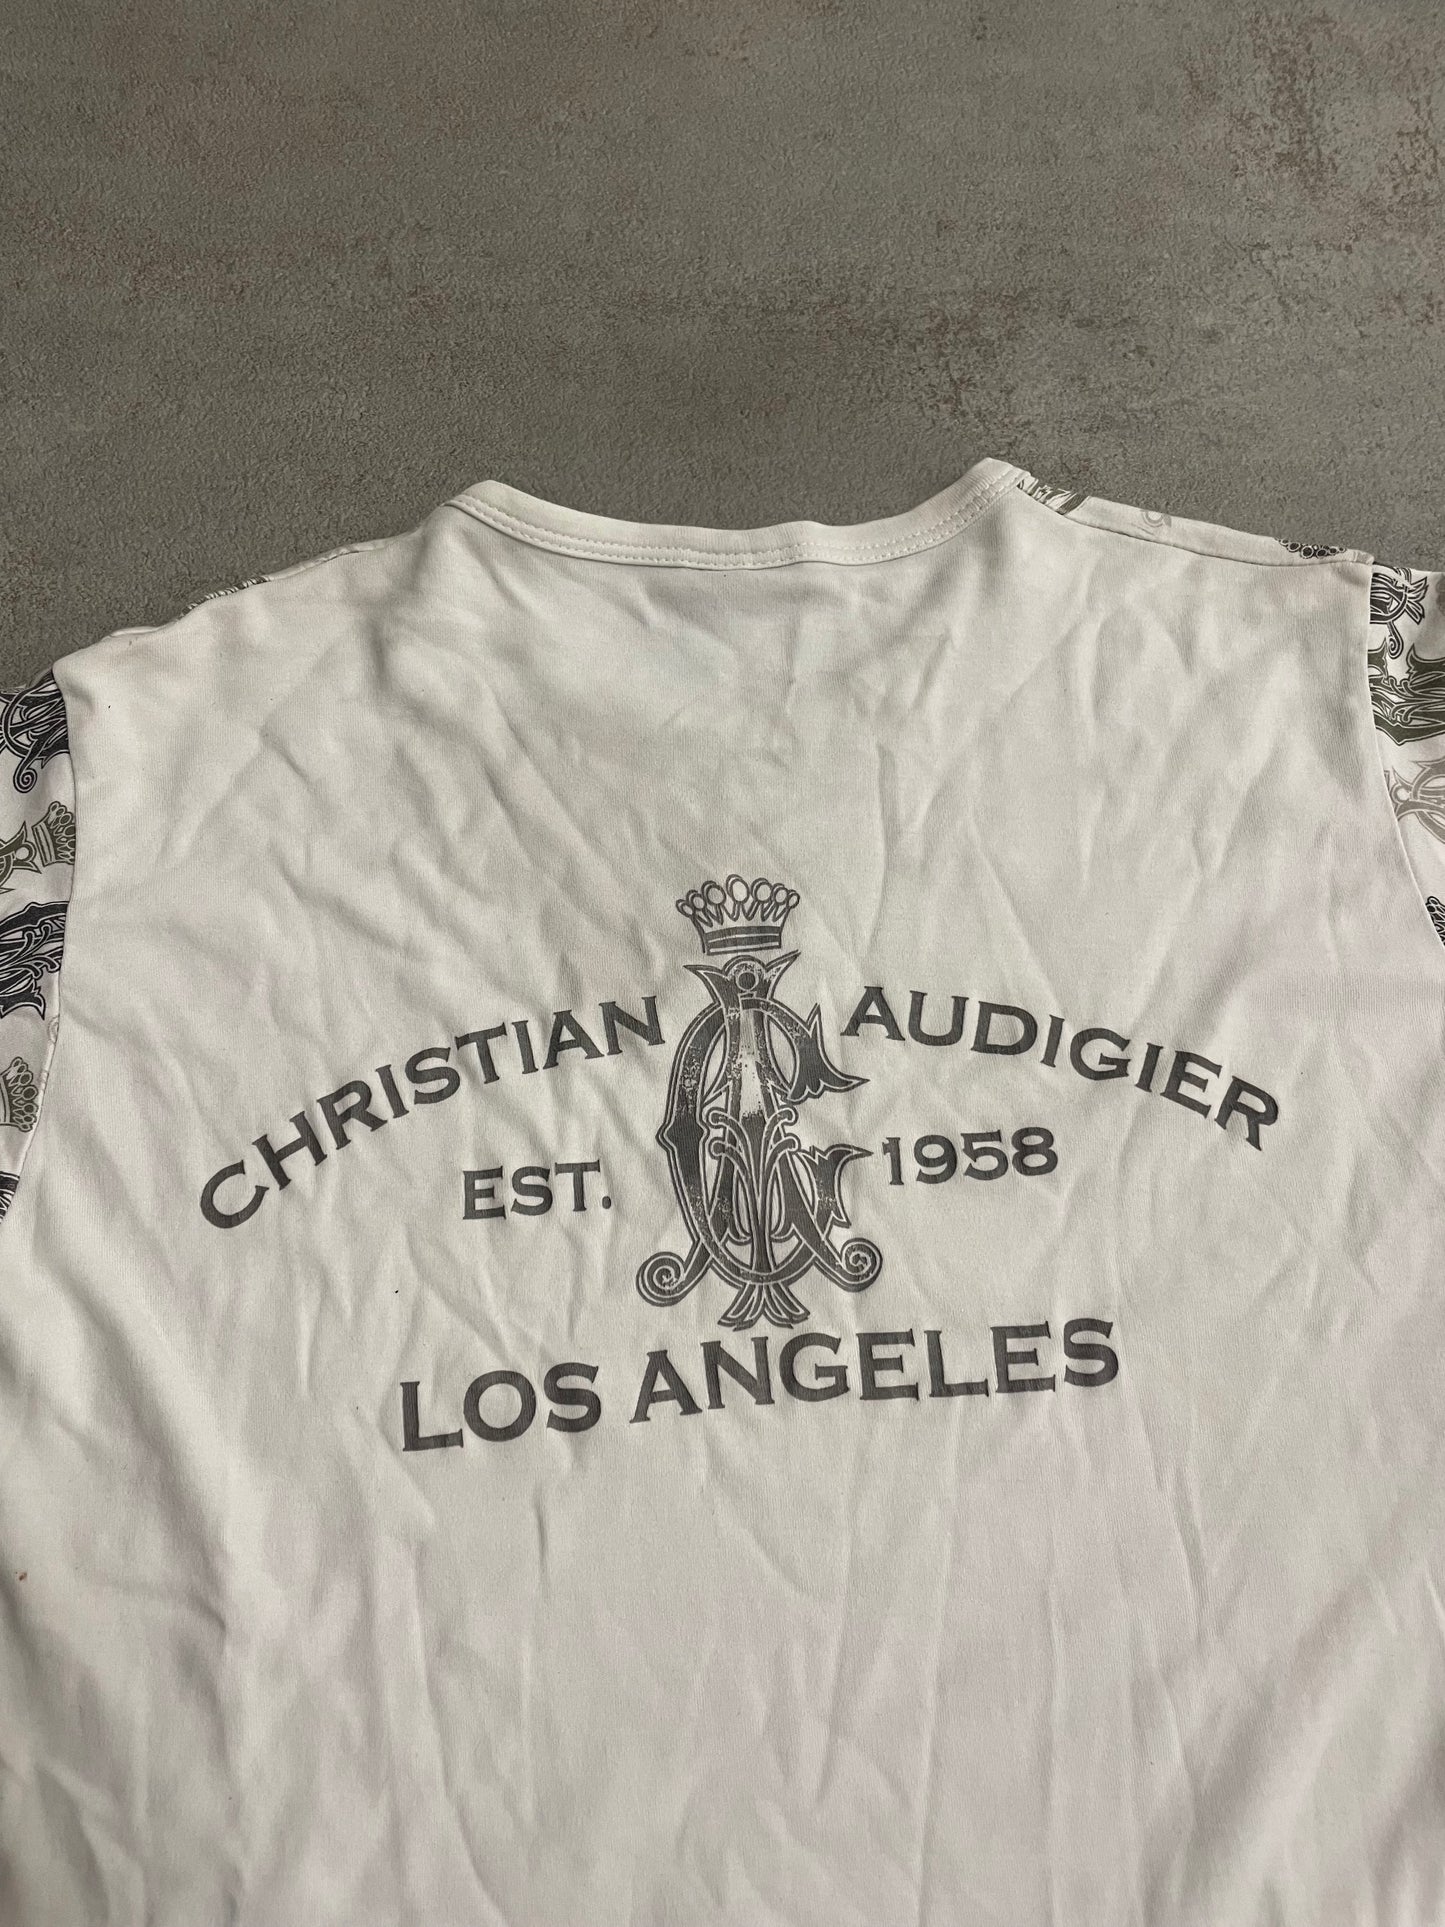 CHRISTIAN AUDIGIER
EST. 1958
LOS ANGELES